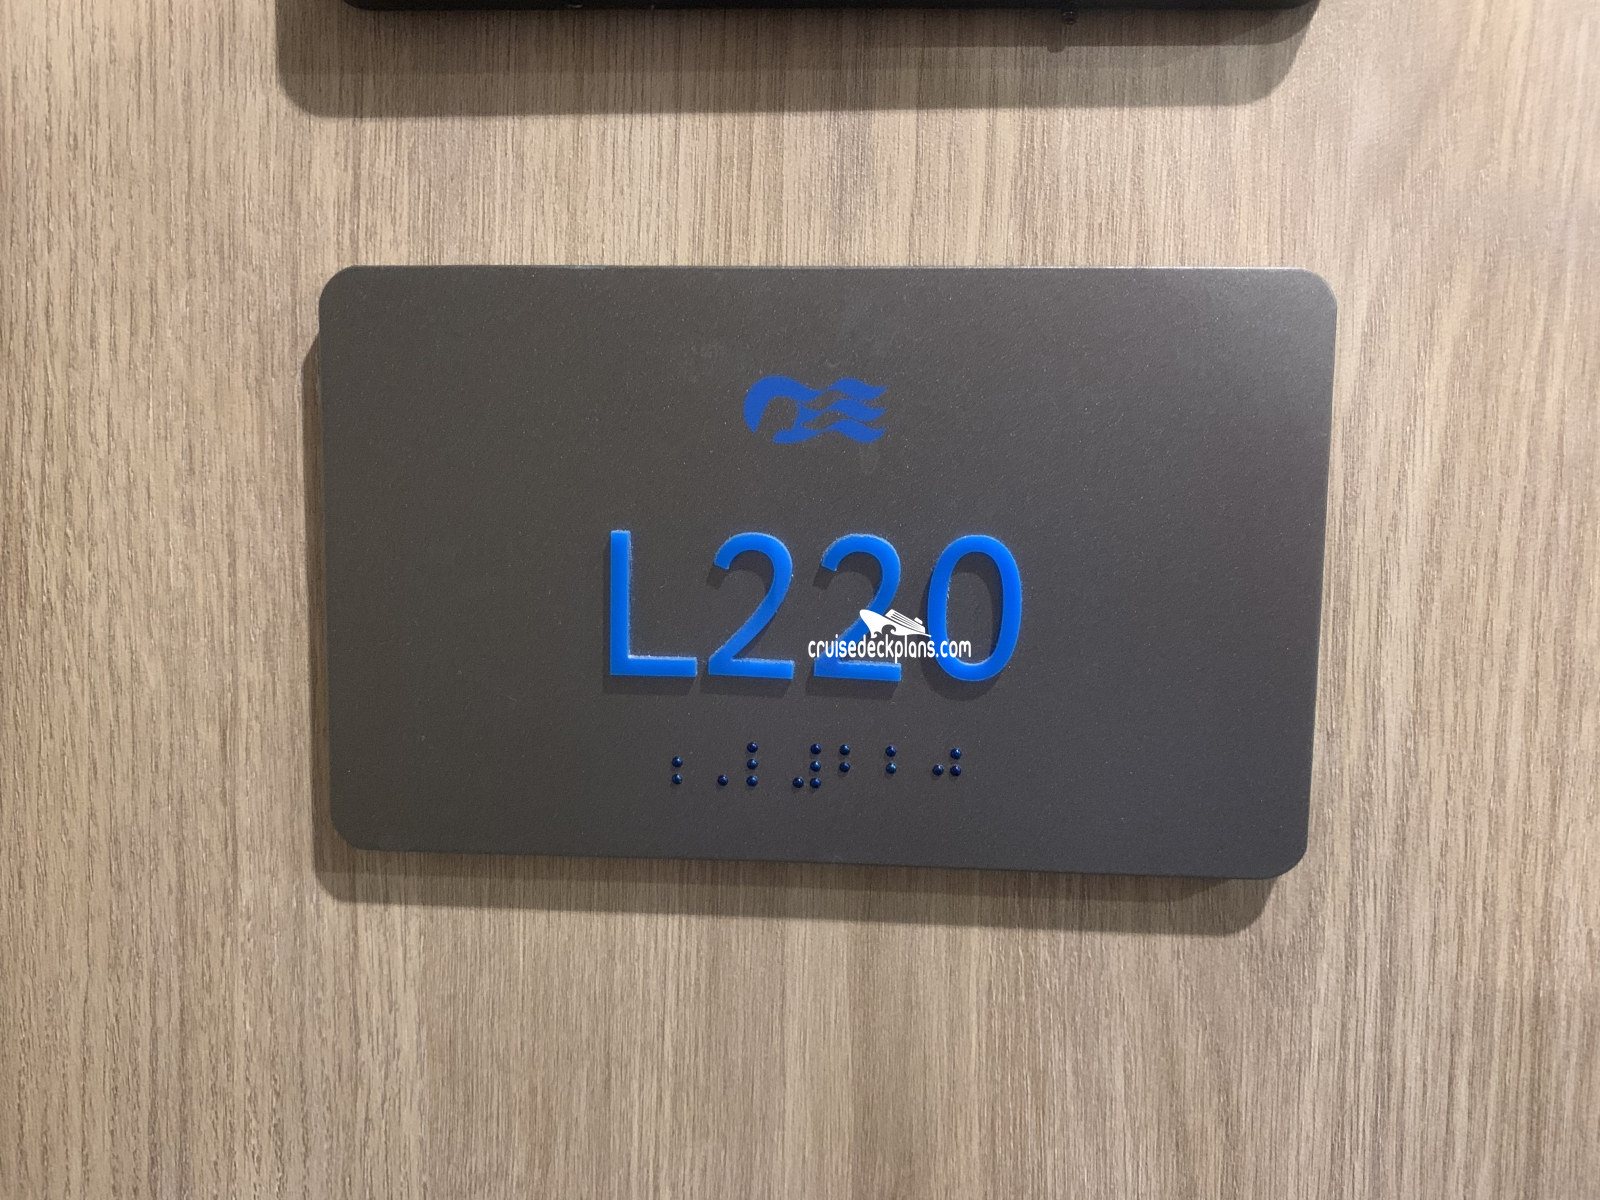 L220
cruisedeckplans.com
⠰⠠⠇⠼⠃⠃⠚